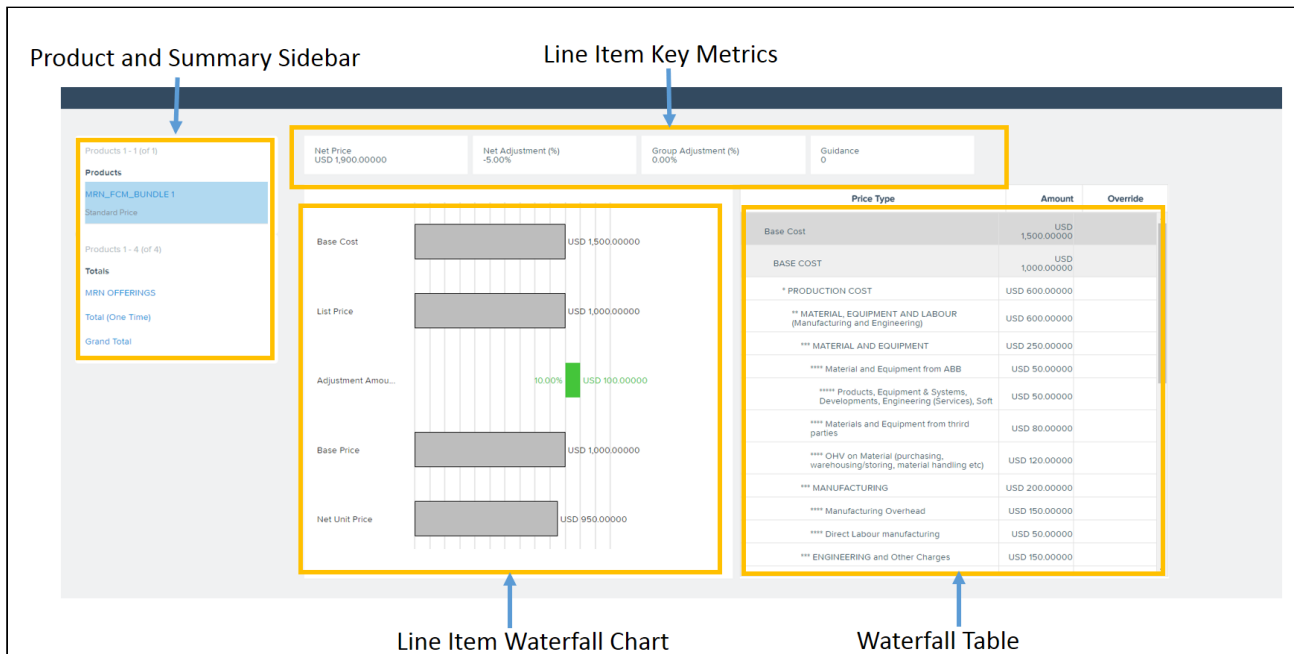 Product and Summary Sidebar
Line Item Key Metrics
Products 1 - 1 (of 1)
Products
MRN_FCM_BUNDLE 1
Standard Price
Products 1 - 4 (of 4)
Totals
MRN OFFERINGS
Total (One Time)
Grand Total
Net Price
USD 1,900.00000
Net Adjustment (%)
-5.00%
Group Adjustment (%)
0.00%
Guidance
0
Base Cost
USD 1,500.00000
List Price
USD 1,000.00000
Adjustment Amou...
10.00%
USD 100.00000
Base Price
USD 1,000.00000
Net Unit Price
USD 950.00000
Price Type
Amount
Override
Base Cost
USD
1,500.00000
BASE COST
USD
1,000.00000
* PRODUCTION COST
USD 600.00000
** MATERIAL, EQUIPMENT AND LABOUR
(Manufacturing and Engineering)
USD 600.00000
*** MATERIAL AND EQUIPMENT
USD 250.00000
**** Material and Equipment from ABB
USD 50.00000
***** Products, Equipment & Systems,
Developments, Engineering (Services), Soft
USD 50.00000
**** Materials and Equipment from thrird
parties
USD 80.00000
**** OHV on Material (purchasing,
warehousing/storing, material handling etc)
USD 120.00000
*** MANUFACTURING
USD 200.00000
**** Manufacturing Overhead
USD 150.00000
**** Direct Labour manufacturing
USD 50.00000
*** ENGINEERING and Other Charges
USD 150.00000
Line Item Waterfall Chart
Waterfall Table